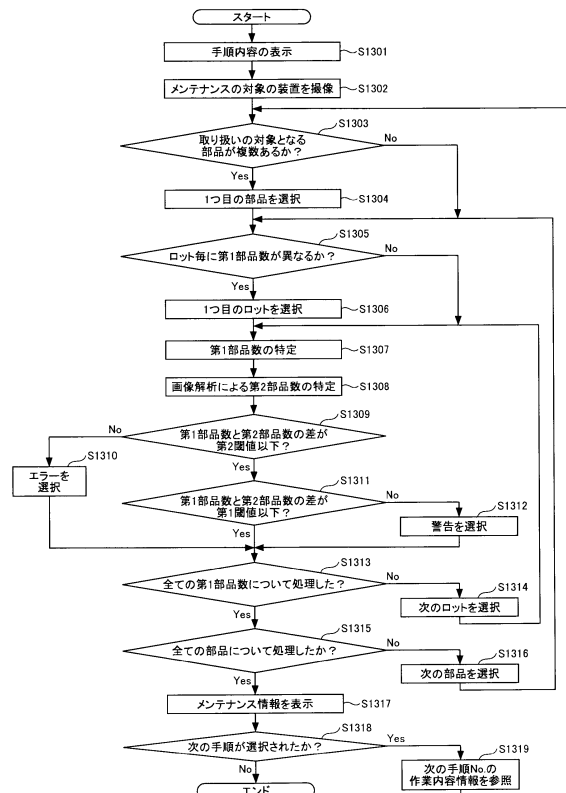 スタート
手順内容の表示
S1301
メンテナンスの対象の装置を撮像
S1302
S1303
取り扱いの対象となる
部品が複数あるか？
No
Yes
1つ目の部品を選択
S1304
S1305
ロット毎に第1部品数が異なるか？
No
Yes
1つ目のロットを選択
S1306
第1部品数の特定
S1307
画像解析による第2部品数の特定
S1308
S1309
第1部品数と第2部品数の差が
第2閾値以下？
No
Yes
S1310
エラーを
選択
S1311
第1部品数と第2部品数の差が
第1閾値以下？
No
Yes
S1312
警告を選択
S1313
全ての第1部品数について処理した？
No
Yes
S1314
次のロットを選択
S1315
全ての部品について処理したか？
No
Yes
S1316
次の部品を選択
メンテナンス情報を表示
S1317
S1318
次の手順が選択されたか？
Yes
No
S1319
次の手順No.の
作業内容情報を参照
エンド